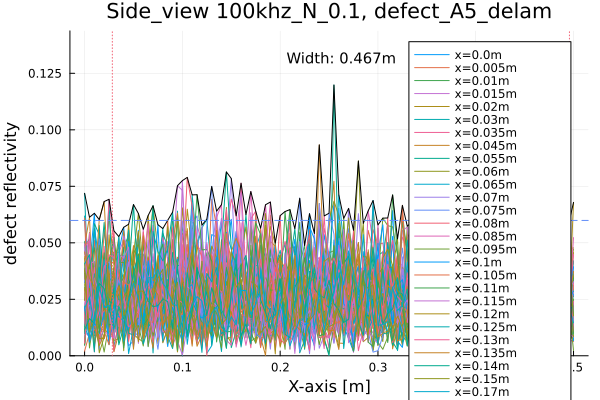 Side_view 100khz_N_0.1, defect_A5_delam
Width: 0.467m
defect reflectivity
0.125
0.100
0.075
0.050
0.025
0.000
0.0
0.1
0.2
0.3
.5
X-axis [m]
x=0.0m
x=0.005m
x=0.01m
x=0.015m
x=0.02m
x=0.03m
x=0.035m
x=0.045m
x=0.055m
x=0.06m
x=0.065m
x=0.07m
x=0.075m
x=0.08m
x=0.085m
x=0.095m
x=0.1m
x=0.105m
x=0.11m
x=0.115m
x=0.12m
x=0.125m
x=0.13m
x=0.135m
x=0.14m
x=0.15m
x=0.17m